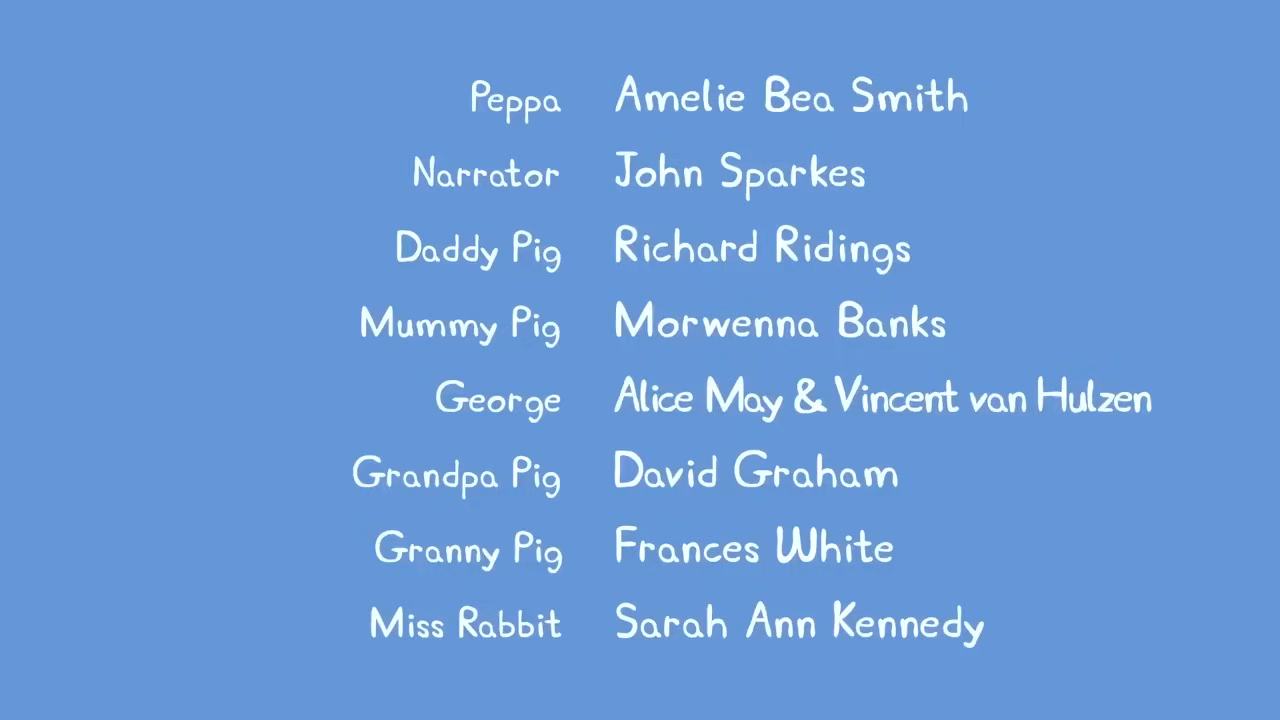 Peppa Amelie Bea Smith
Narrator John Sparkes
Daddy Pig Richard Ridings
Mummy Pig Morwenna Banks
George Alice May & Vincent van Hulzen
Grandpa Pig David Graham
Granny Pig Frances White
Miss Rabbit Sarah Ann Kennedy